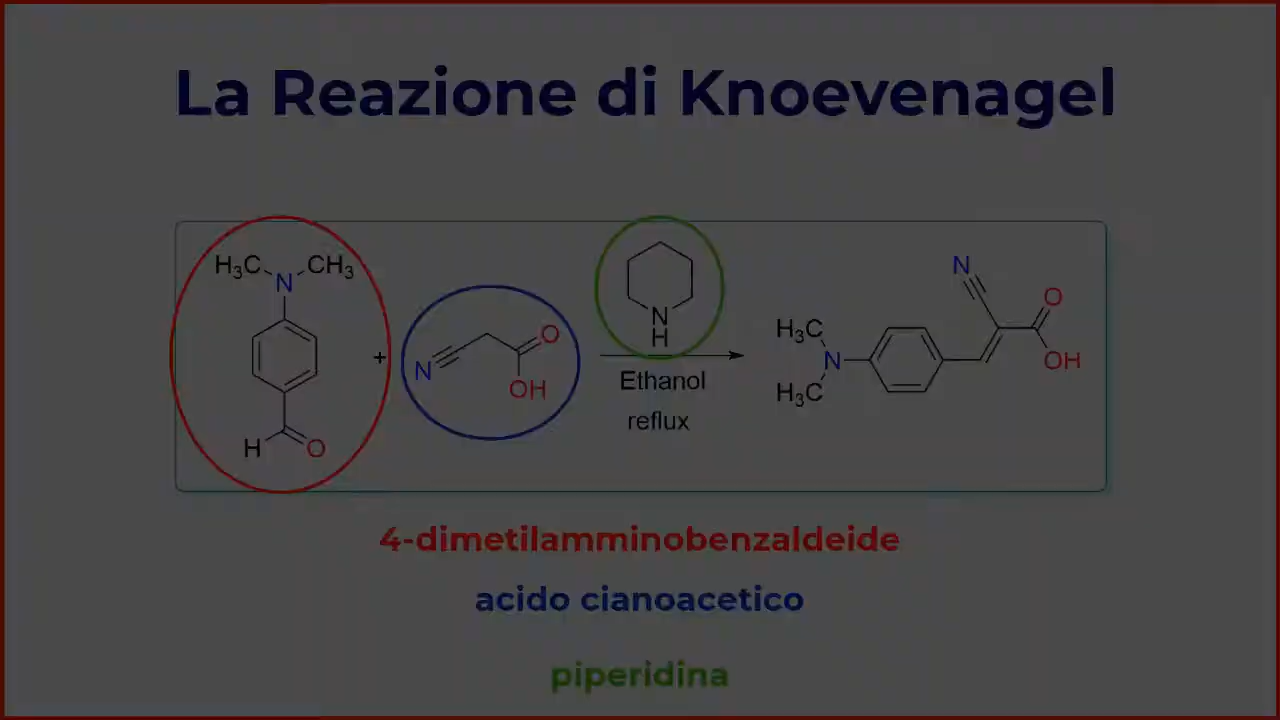 La Reazione di Knoevenagel
H₃C N CH₃
H O
+
N O
OH
N
H
Ethanol
reflux
N
O
H₃C
N OH
H₃C
4-dimetilamminobenzaldeide
acido cianoacetico
piperidina